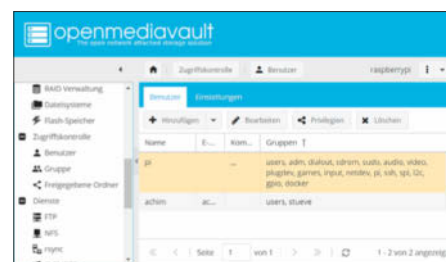 openmediavault
The open network attached storage solution
Zugriffskontrolle
Benutzer
raspberrypi
RAID Verwaltung
Dateisysteme
Flash-Speicher
Zugriffskontrolle
Benutzer
Gruppe
Freigegebene Ordner
Dienste
FTP
NFS
rsync
Benutzer
Einstellungen
Hinzufügen
Bearbeiten
Privilegien
Löschen
Name
E-...
Kom...
Gruppen
pi
...
users, adm, dialout, cdrom, sudo, audio, video,
plugdev, games, input, netdev, pi, ssh, spi, i2c,
gpio, docker
achim
ac...
users, stueve
Seite 1 von 1
1 - 2 von 2 angezeig